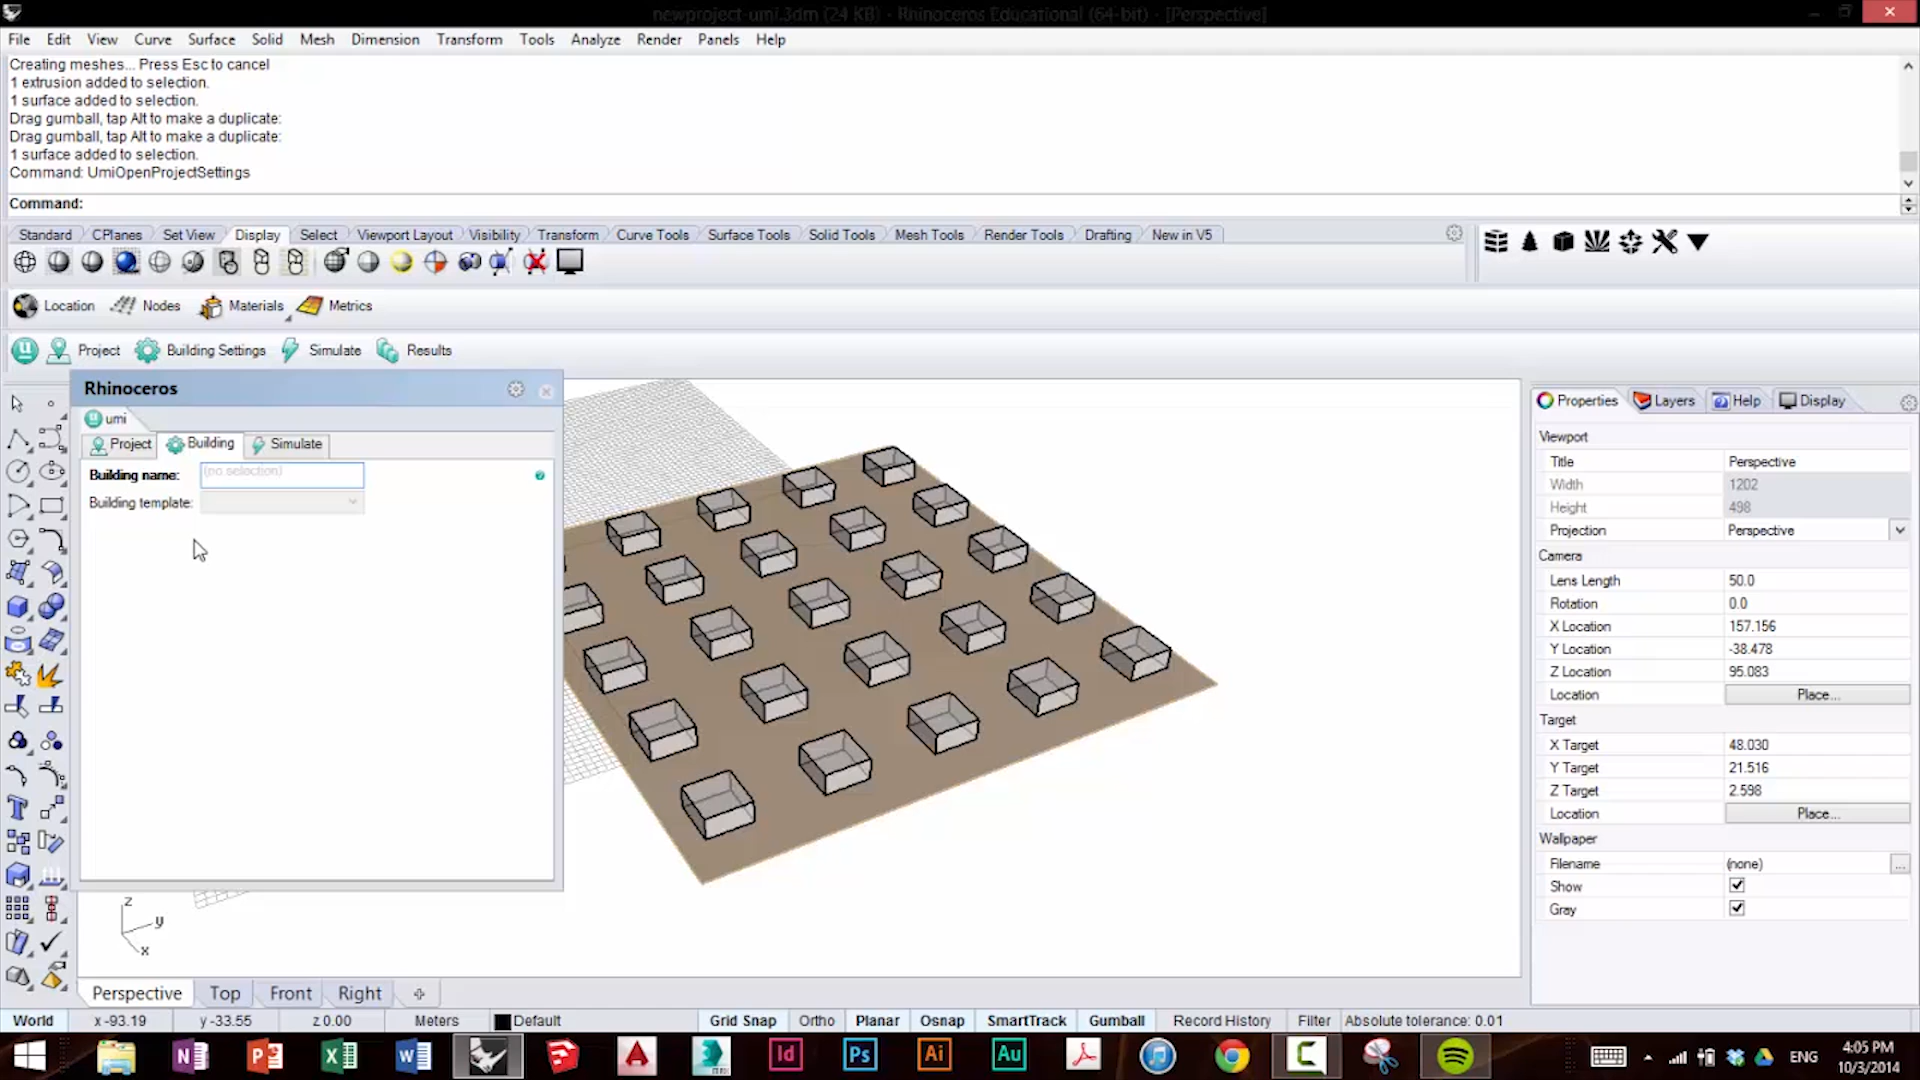 newproject-umi.3dm (24 KB) - Rhinoceros Educational (64-bit) - [Perspective]
File Edit View Curve Surface Solid Mesh Dimension Transform Tools Analyze Render Panels Help
Creating meshes... Press Esc to cancel
1 extrusion added to selection.
1 surface added to selection.
Drag gumball, tap Alt to make a duplicate:
Drag gumball, tap Alt to make a duplicate:
1 surface added to selection.
Command: UmiOpenProjectSettings
Command:
Standard CPlanes Set View Display Select Viewport Layout Visibility Transform Curve Tools Surface Tools Solid Tools Mesh Tools Render Tools Drafting New in V5
Location Nodes Materials Metrics
u Project Building Settings Simulate Results
Rhinoceros
umi
Project Building Simulate
Building name: (no selection)
Building template:
Properties Layers Help Display
Viewport
Title Perspective
Width 1202
Height 498
Projection Perspective
Camera
Lens Length 50.0
Rotation 0.0
X Location 157.156
Y Location -38.478
Z Location 95.083
Location Place...
Target
X Target 48.030
Y Target 21.516
Z Target 2.598
Location Place...
Wallpaper
Filename (none) ...
Show
Gray
z
y
x
Perspective Top Front Right
World x -93.19 y -33.55 z 0.00 Meters Default Grid Snap Ortho Planar Osnap SmartTrack Gumball Record History Filter Absolute tolerance: 0.01
N P X W A Id Ps Ai Au C ENG 4:05 PM
10/3/2014